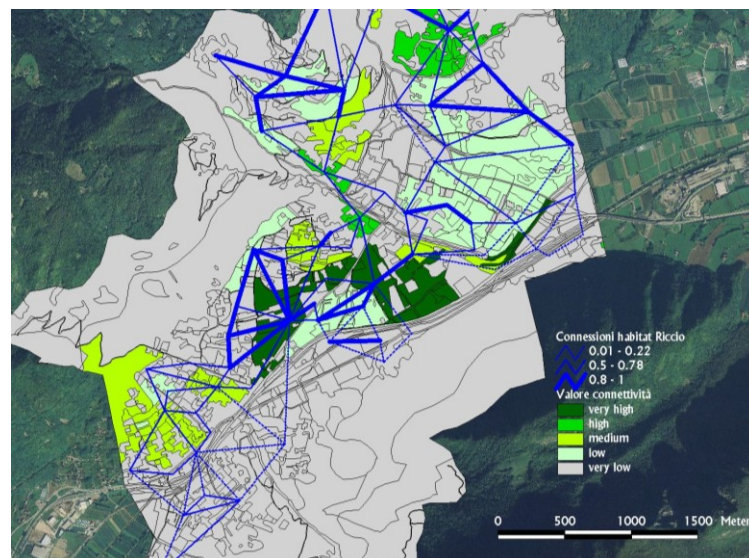 Connessioni habitat Riccio
0.01 - 0.22
0.5 - 0.78
0.8 - 1
Valore connettività
very high
high
medium
low
very low
0 500 1000 1500 Meter